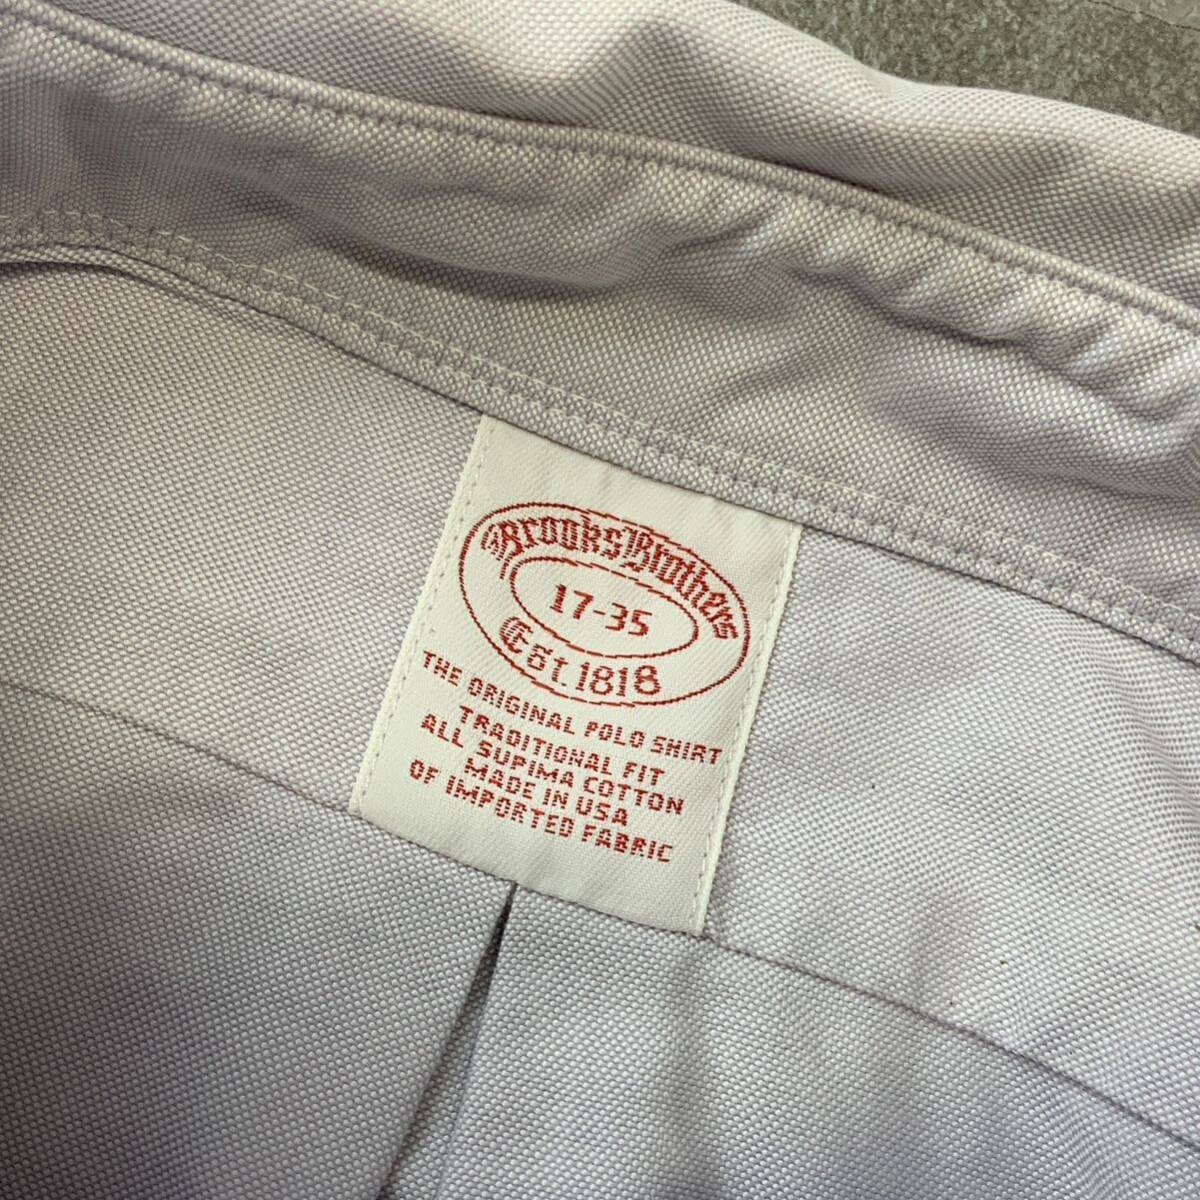 Brooks Brothers
17-35
Est. 1818
THE ORIGINAL POLO SHIRT
TRADITIONAL FIT
ALL SUPIMA COTTON
MADE IN USA
OF IMPORTED FABRIC